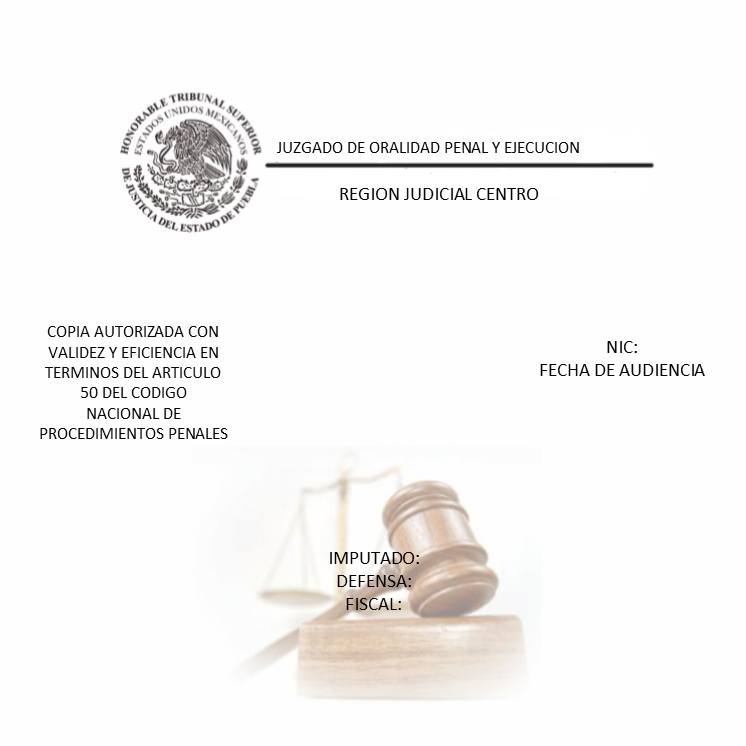 HONORABLE TRIBUNAL SUPERIOR
ESTADOS UNIDOS MEXICANOS
DE JUSTICIA DEL ESTADO DE PUEBLA
JUZGADO DE ORALIDAD PENAL Y EJECUCION
REGION JUDICIAL CENTRO
COPIA AUTORIZADA CON
VALIDEZ Y EFICIENCIA EN
TERMINOS DEL ARTICULO
50 DEL CODIGO
NACIONAL DE
PROCEDIMIENTOS PENALES
NIC:
FECHA DE AUDIENCIA
IMPUTADO:
DEFENSA:
FISCAL: